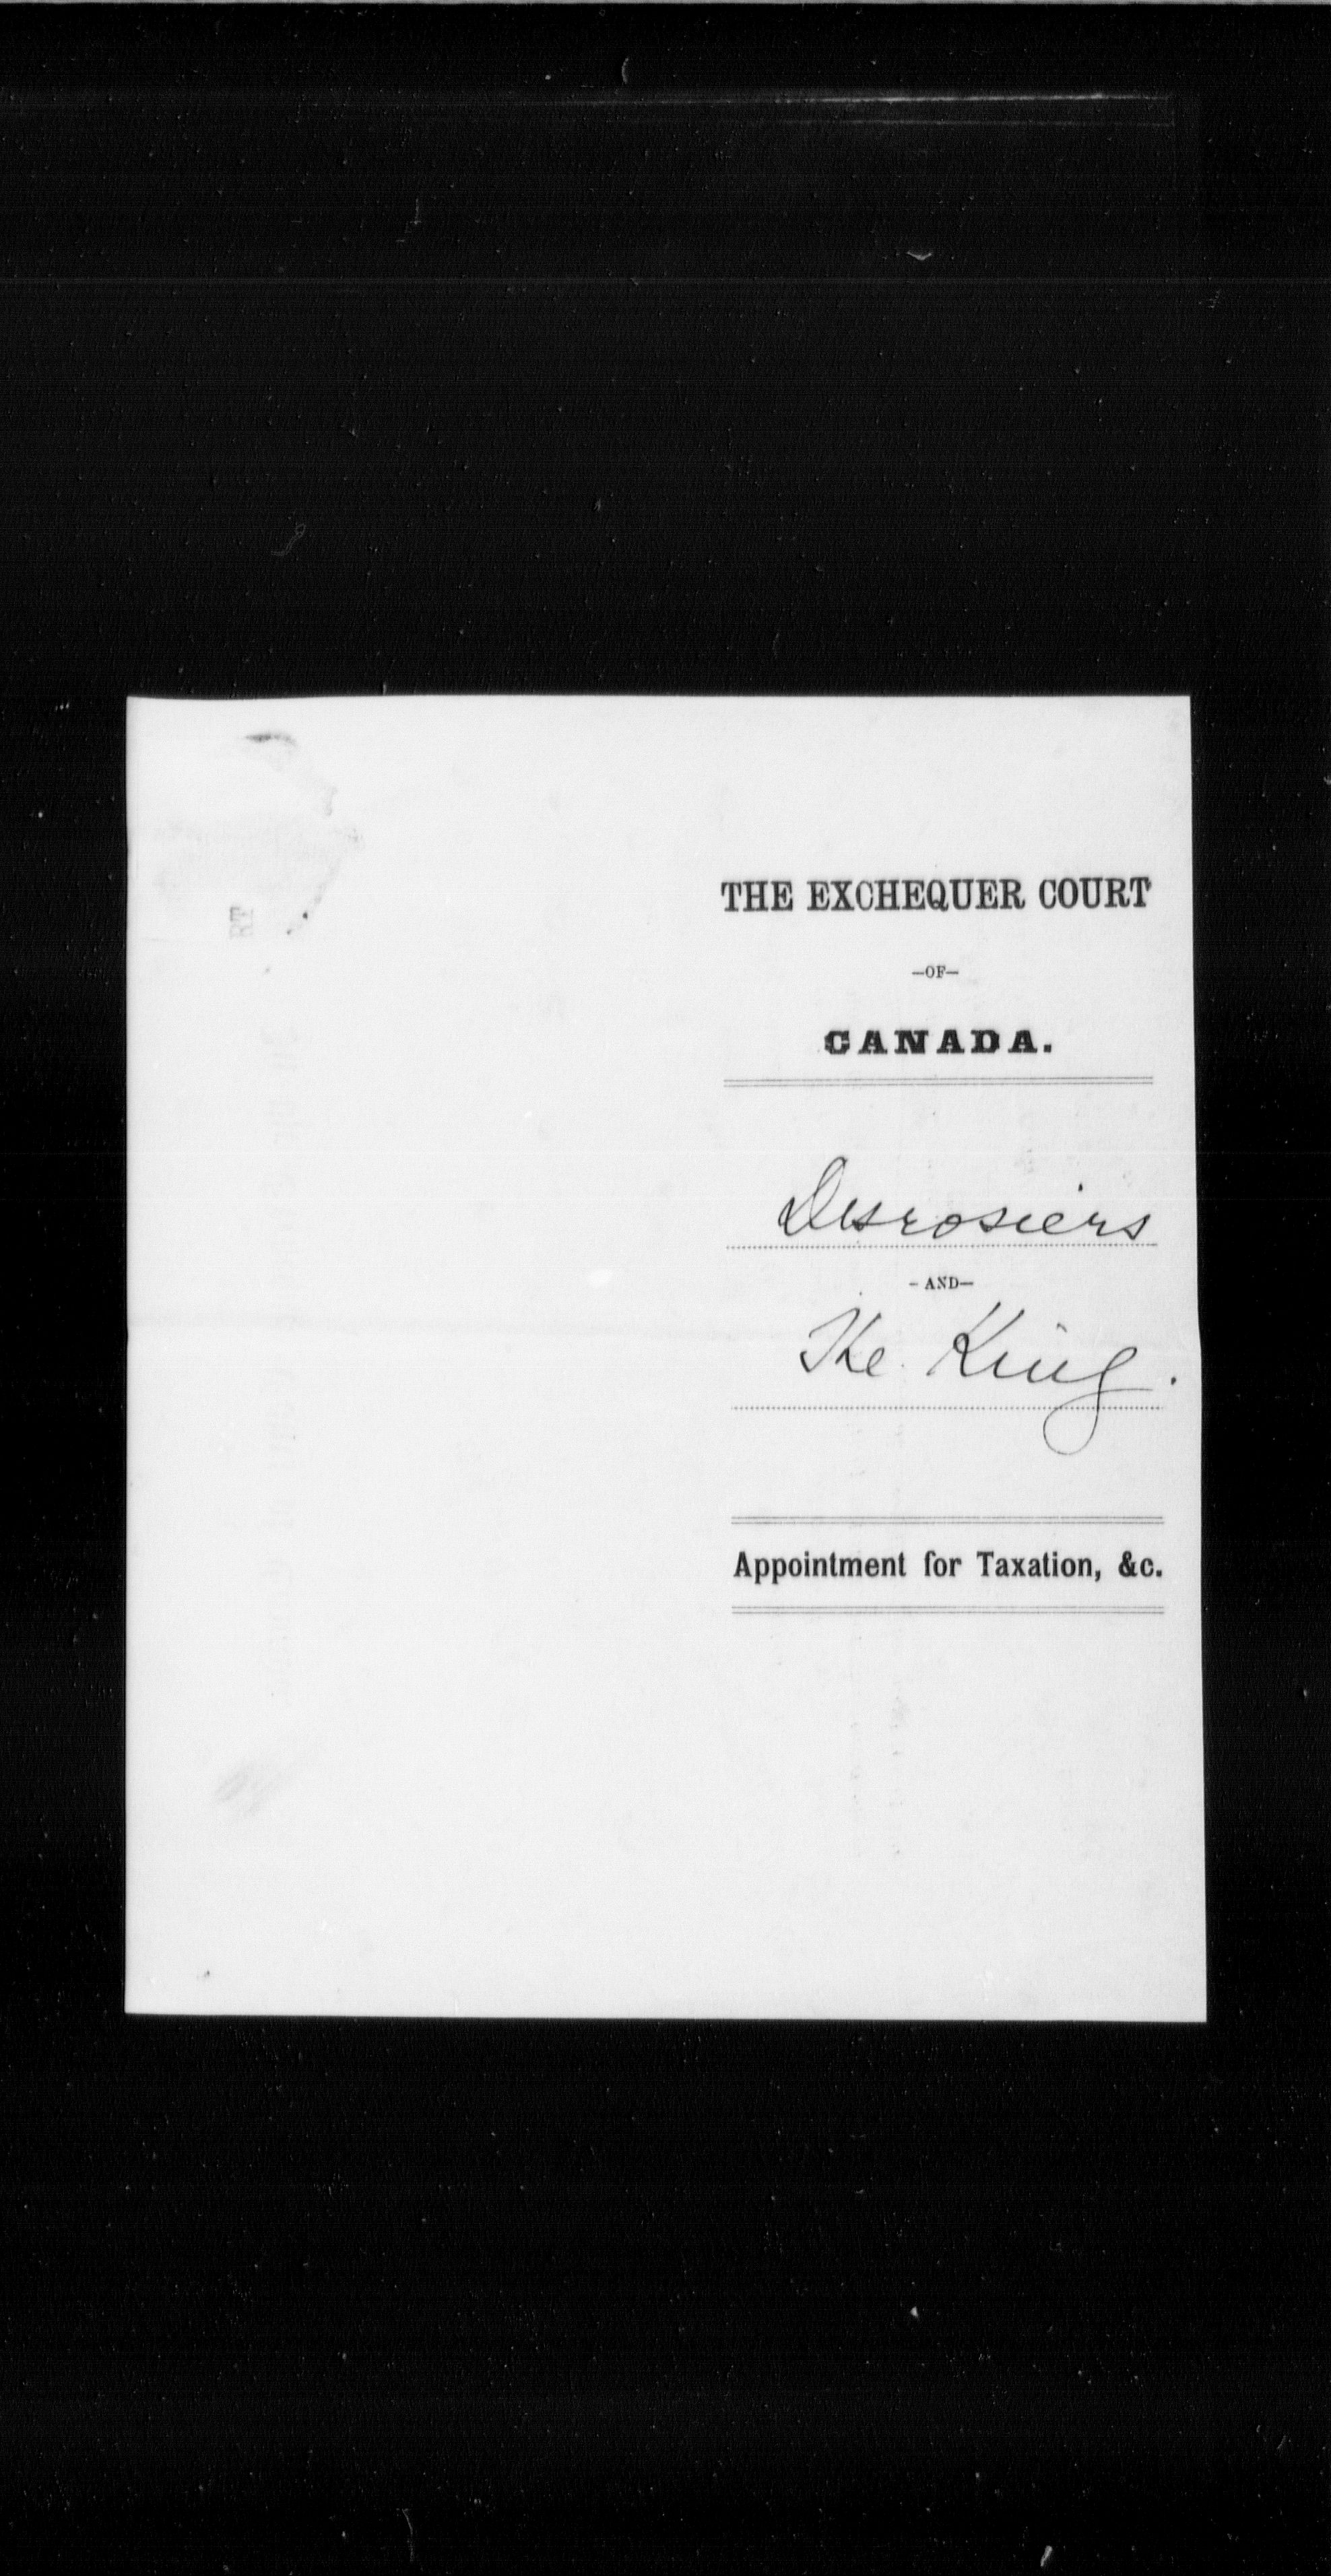 THE EXCHEQUER COURT
—OF—
CANADA.
Desrosiers
- AND—
The King.
Appointment for Taxation, &c.